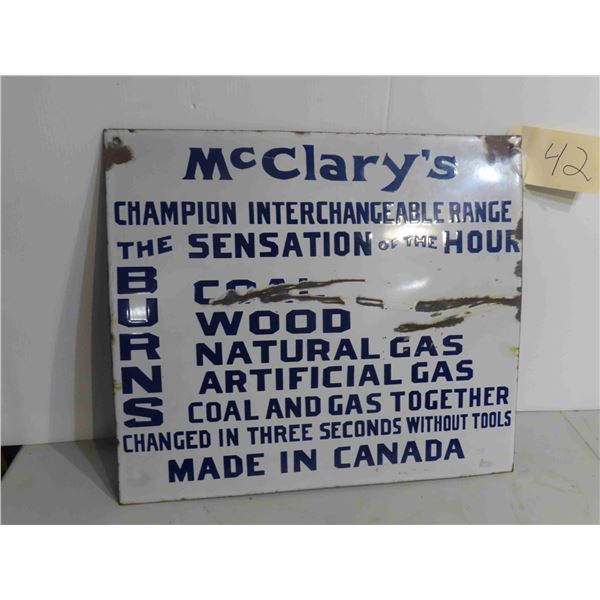 McClary's
42
CHAMPION INTERCHANGEABLE RANGE
THE SENSATION OF THE HOUR
BURNS
COAL
WOOD
NATURAL GAS
ARTIFICIAL GAS
COAL AND GAS TOGETHER
CHANGED IN THREE SECONDS WITHOUT TOOLS
MADE IN CANADA